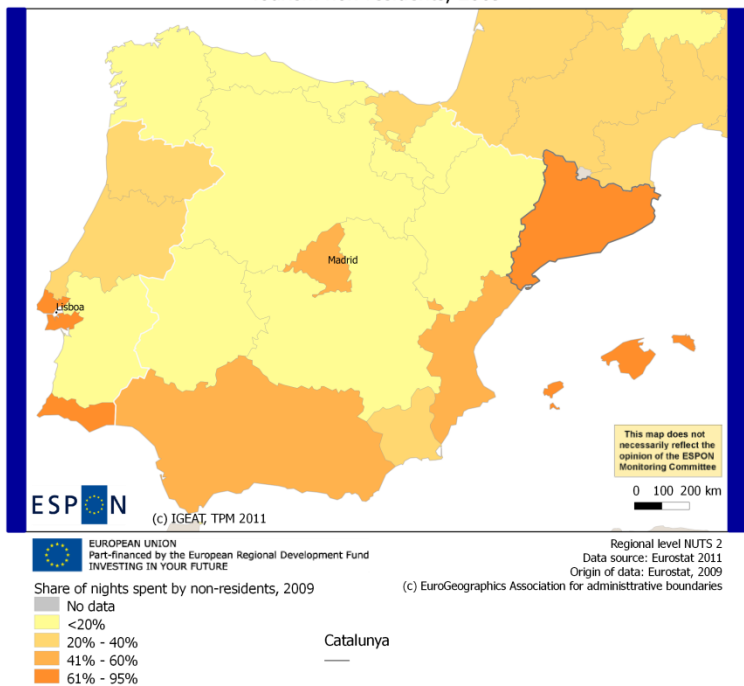 Madrid
Lisboa
This map does not
necessarily reflect the
opinion of the ESPON
Monitoring Committee
0 100 200 km
ESPON
(c) IGEAT, TPM 2011
EUROPEAN UNION
Part-financed by the European Regional Development Fund
INVESTING IN YOUR FUTURE
Regional level NUTS 2
Data source: Eurostat 2011
Origin of data: Eurostat, 2009
(c) EuroGeographics Association for administrative boundaries
Share of nights spent by non-residents, 2009
No data
<20%
20% - 40%
41% - 60%
61% - 95%
Catalunya